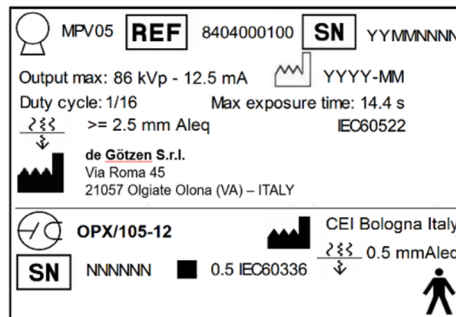 MPV05 REF 8404000100 SN YYMMNNNN
Output max: 86 kVp - 12.5 mA YYYY-MM
Duty cycle: 1/16 Max exposure time: 14.4 s
>= 2.5 mm Aleq IEC60522
de Götzen S.r.l.
Via Roma 45
21057 Olgiate Olona (VA) – ITALY
OPX/105-12 CEI Bologna Italy
0.5 mmAleq
SN NNNNNN 0.5 IEC60336